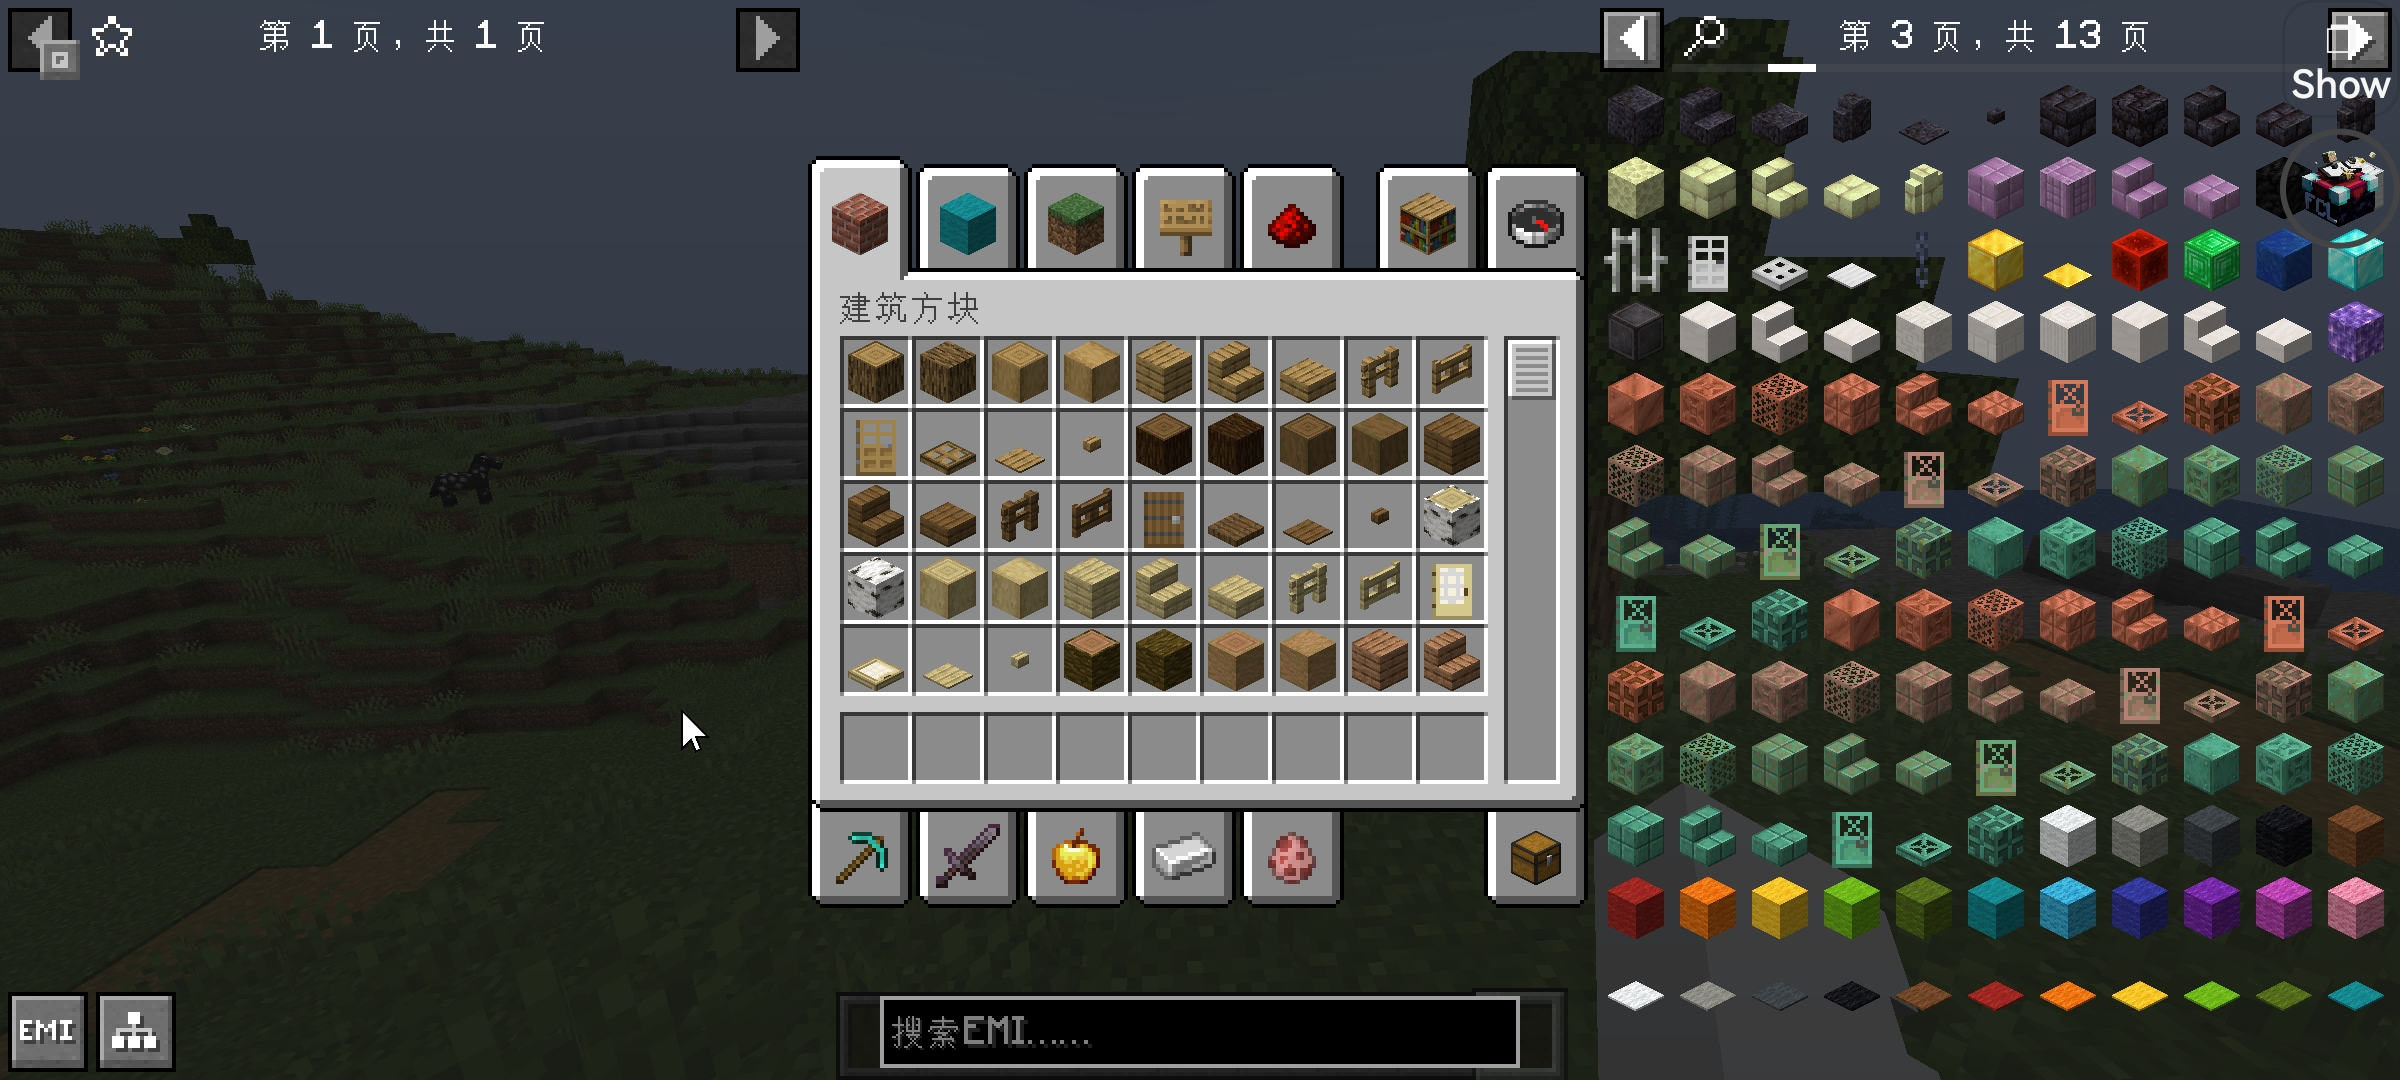 第 1 页, 共 1 页
第 3 页, 共 13 页
Show
FCL
建筑方块
EMI
搜索EMI......